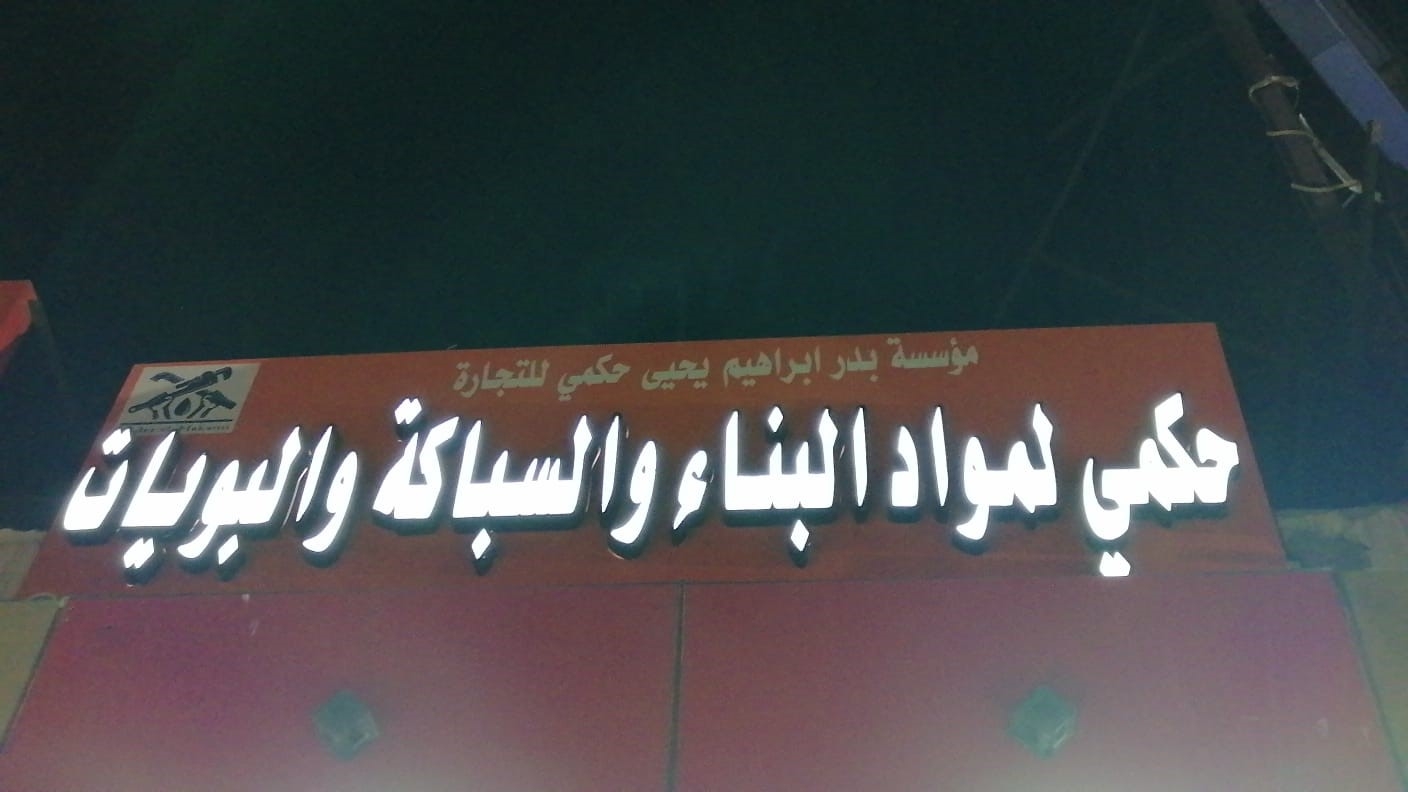 مؤسسة بدر ابراهيم يحيى حكمي للتجارة
حكمي لمواد البناء والسباكة والبويات